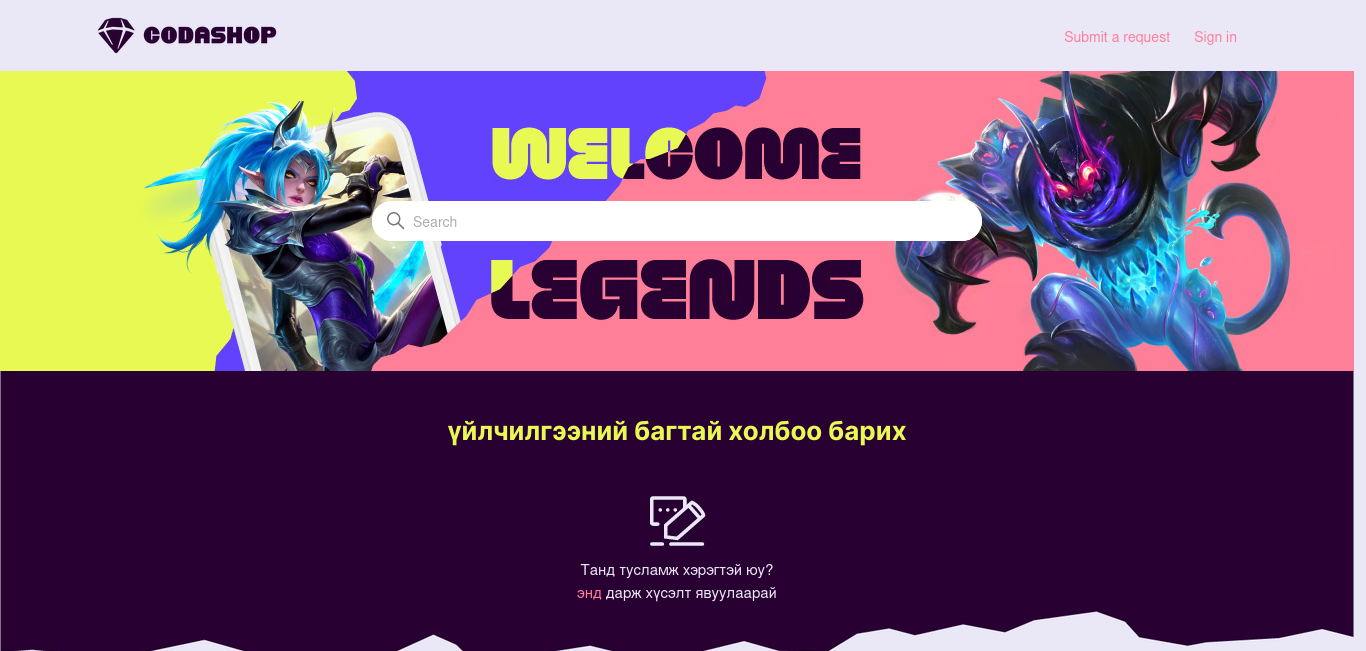 CODASHOP
Submit a request
Sign in
WELCOME
Search
LEGENDS
үйлчилгээний багтай холбоо барих
Танд тусламж хэрэгтэй юу?
энд дарж хүсэлт явуулаарай